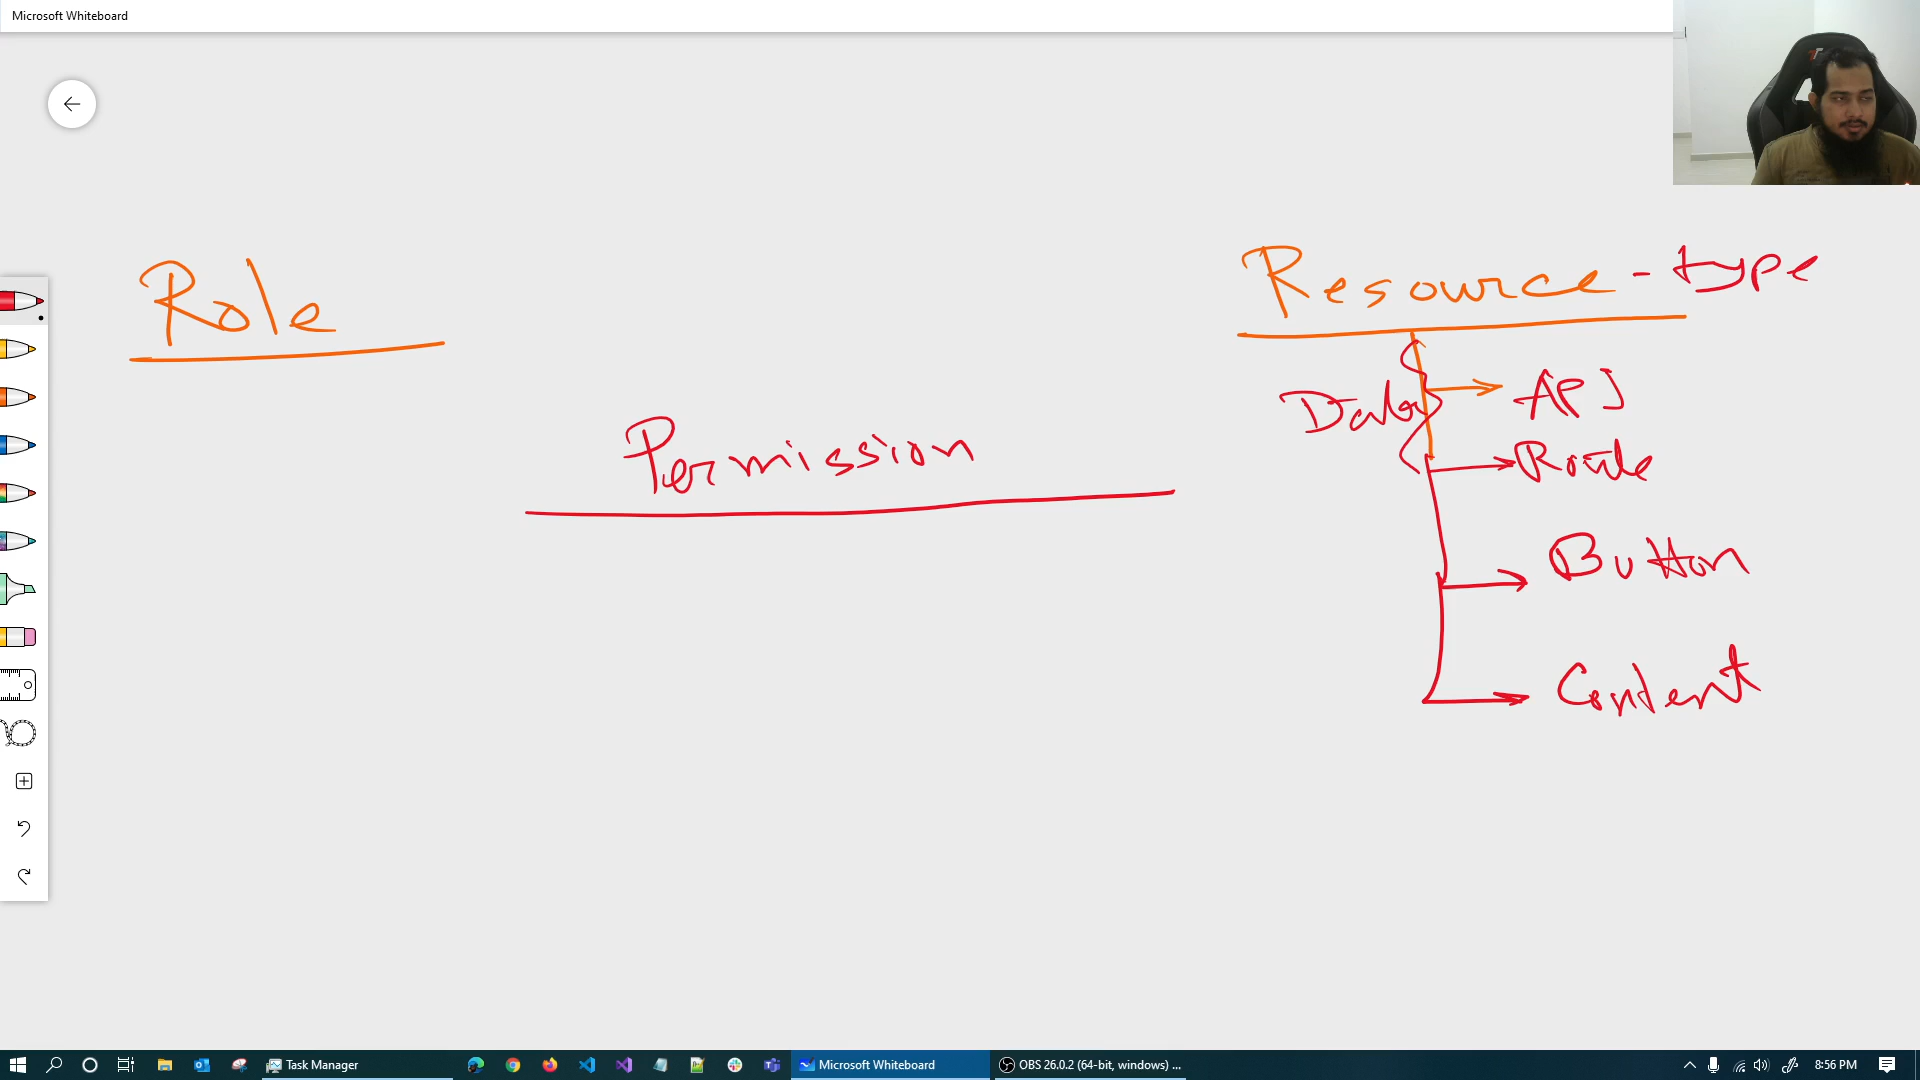 Microsoft Whiteboard
Role
Resource - type
Data
API
Permission
Route
Button
Content
Task Manager
Microsoft Whiteboard
OBS 26.0.2 (64-bit, windows) ...
8:56 PM